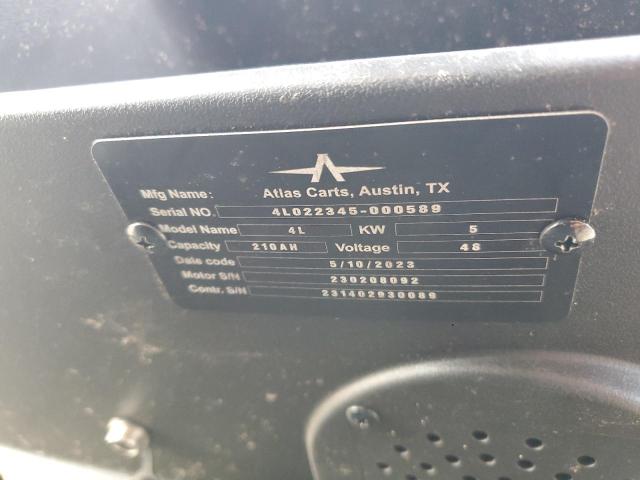 Mfg Name: Atlas Carts, Austin, TX
Serial NO. 4L022345-000589
Model Name 4L KW 5
Capacity 210AH Voltage 48
Date code 5/10/2023
Motor S/N 230208092
Contr. S/N 231402930089